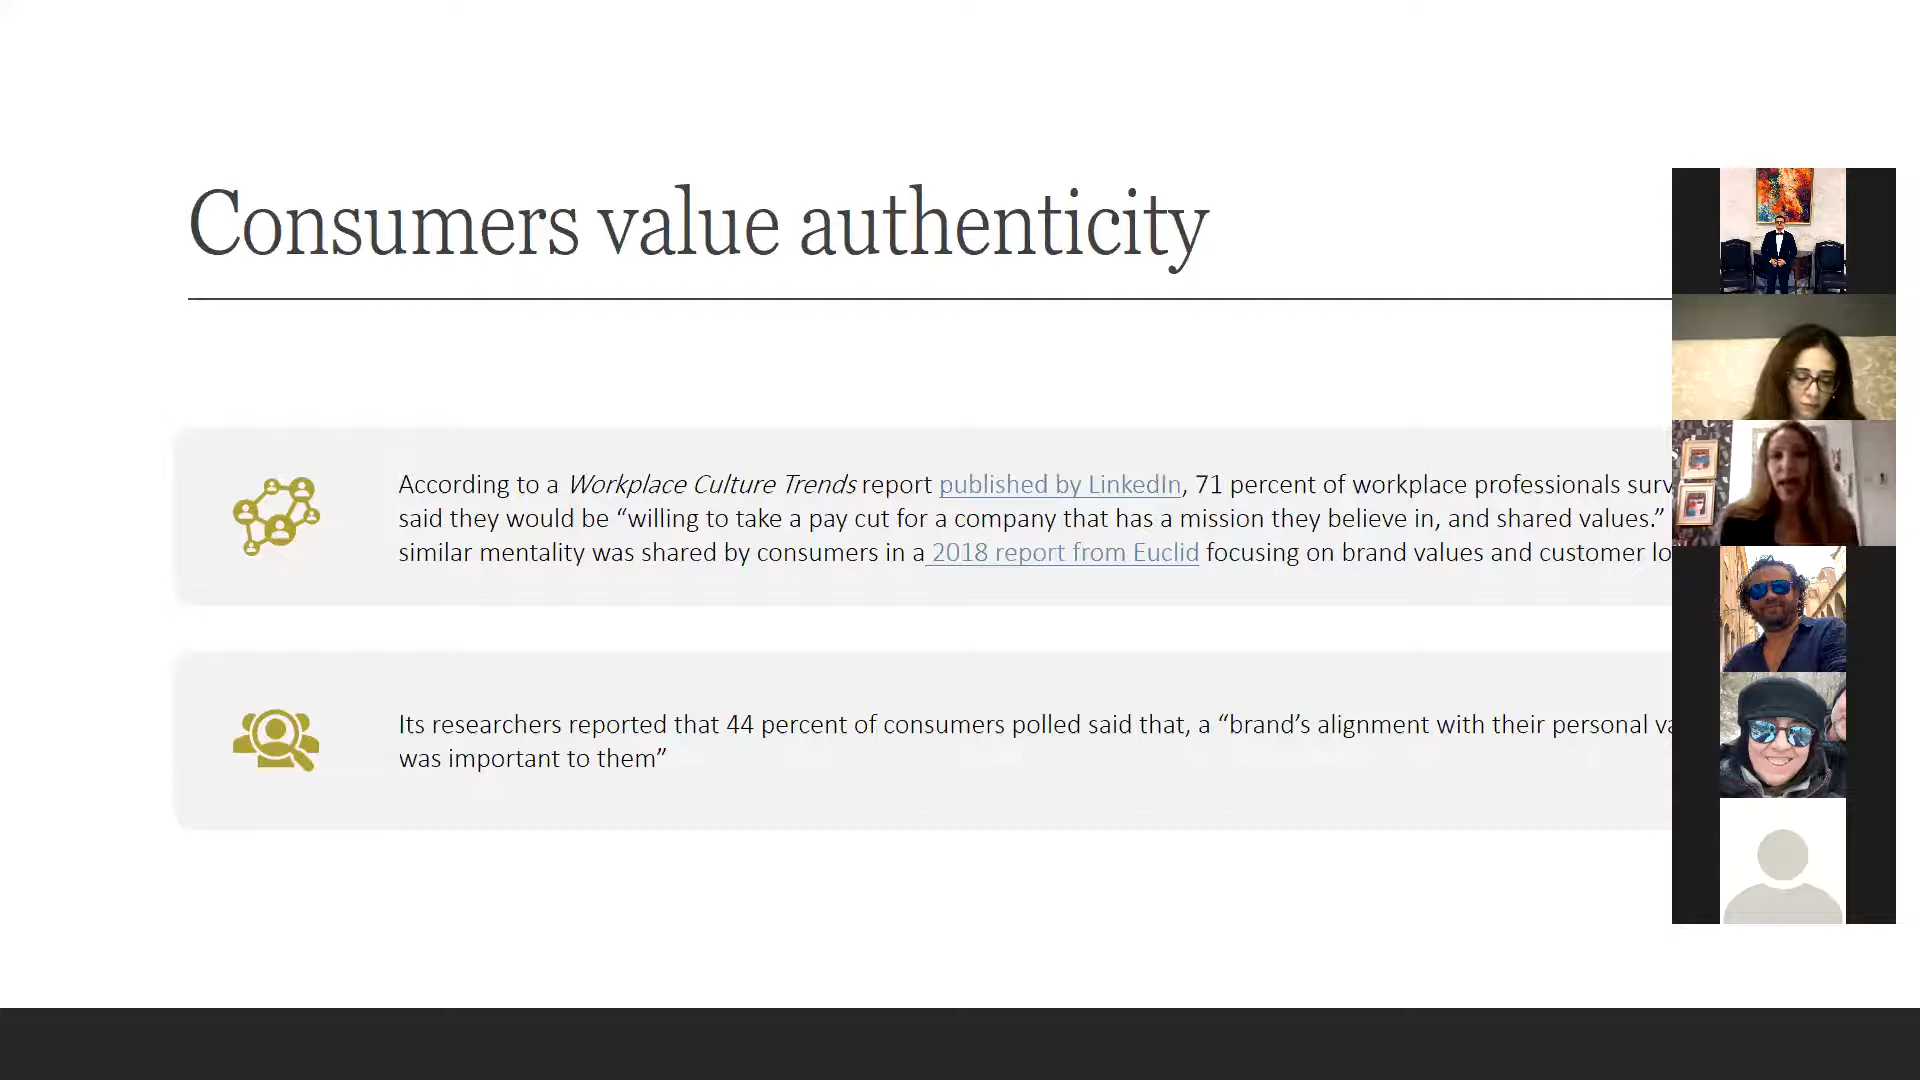 Consumers value authenticity
According to a Workplace Culture Trends report published by LinkedIn, 71 percent of workplace professionals
said they would be “willing to take a pay cut for a company that has a mission they believe in, and shared values.”
similar mentality was shared by consumers in a 2018 report from Euclid focusing on brand values and customer
Its researchers reported that 44 percent of consumers polled said that, a “brand’s alignment with their personal
was important to them”